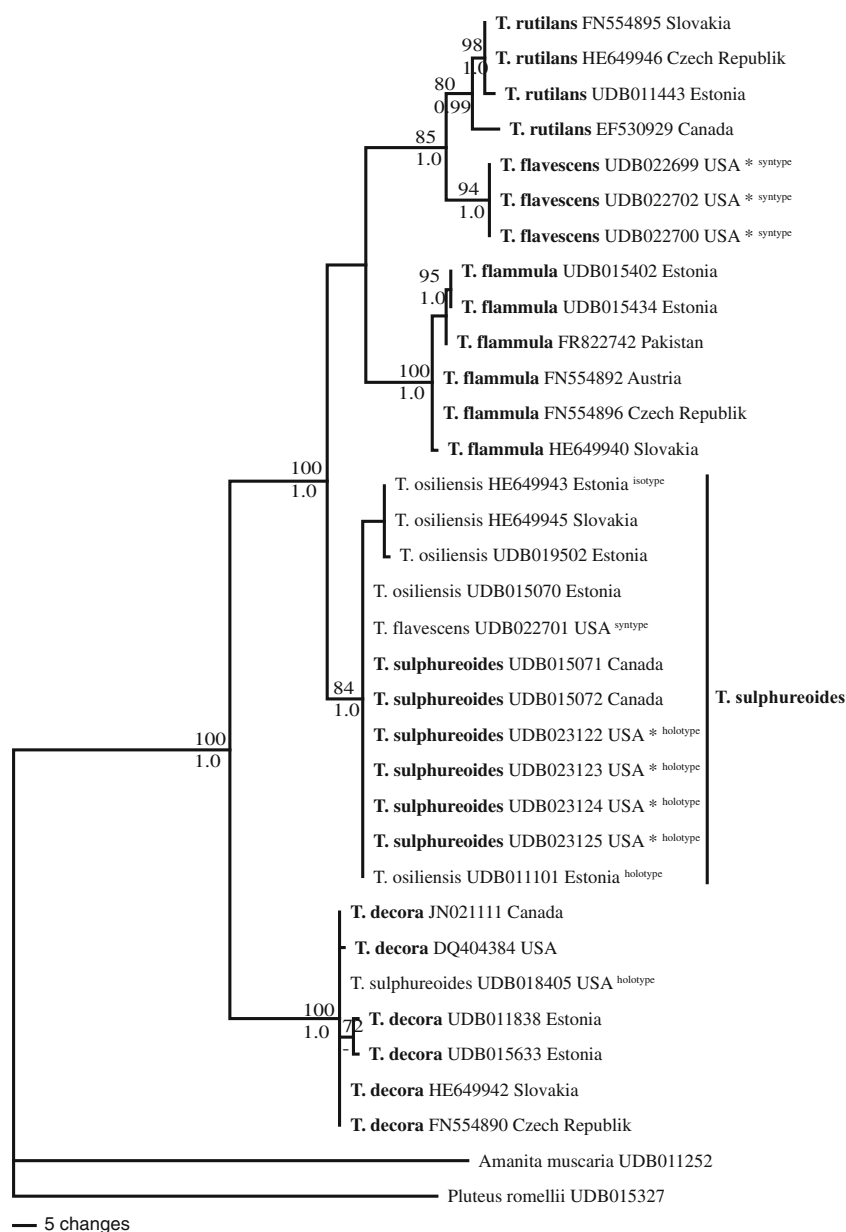 T. rutilans FN554895 Slovakia
98
T. rutilans HE649946 Czech Republik
1.0
80
T. rutilans UDB011443 Estonia
0.99
T. rutilans EF530929 Canada
85
1.0
T. flavescens UDB022699 USA * syntype
94
T. flavescens UDB022702 USA * syntype
1.0
T. flavescens UDB022700 USA * syntype
95
T. flammula UDB015402 Estonia
1.0
T. flammula UDB015434 Estonia
T. flammula FR822742 Pakistan
100
T. flammula FN554892 Austria
1.0
T. flammula FN554896 Czech Republik
T. flammula HE649940 Slovakia
100
1.0
T. osiliensis HE649943 Estonia isotype
T. osiliensis HE649945 Slovakia
T. osiliensis UDB019502 Estonia
T. osiliensis UDB015070 Estonia
T. flavescens UDB022701 USA syntype
T. sulphureoides UDB015071 Canada
84
T. sulphureoides UDB015072 Canada
1.0
T. sulphureoides
T. sulphureoides UDB023122 USA * holotype
100
1.0
T. sulphureoides UDB023123 USA * holotype
T. sulphureoides UDB023124 USA * holotype
T. sulphureoides UDB023125 USA * holotype
T. osiliensis UDB011101 Estonia holotype
T. decora JN021111 Canada
T. decora DQ404384 USA
T. sulphureoides UDB018405 USA holotype
100
T. decora UDB011838 Estonia
1.0
72
-
T. decora UDB015633 Estonia
T. decora HE649942 Slovakia
T. decora FN554890 Czech Republik
Amanita muscaria UDB011252
Pluteus romellii UDB015327
5 changes